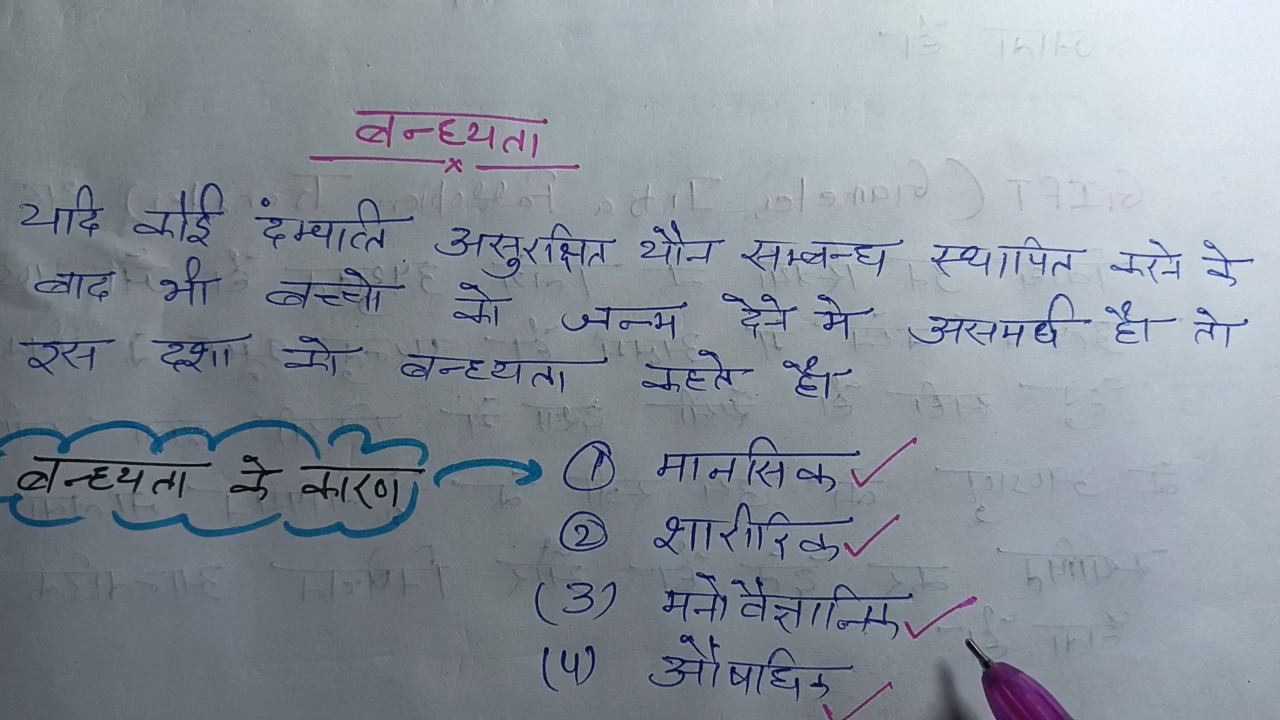 बन्ध्यता
यदि कोई दंम्पत्ति असुरक्षित यौन सम्बन्ध स्थापित करने के
बाद भी बच्चो को जन्म देने मे असमर्थ है। तो
इस दशा को बन्ध्यता कहते है।
बन्ध्यता के कारण → ① मानसिक ✓
② शारीरिक ✓
(3) मनोवैज्ञानिक ✓
(4) औषधिक ✓